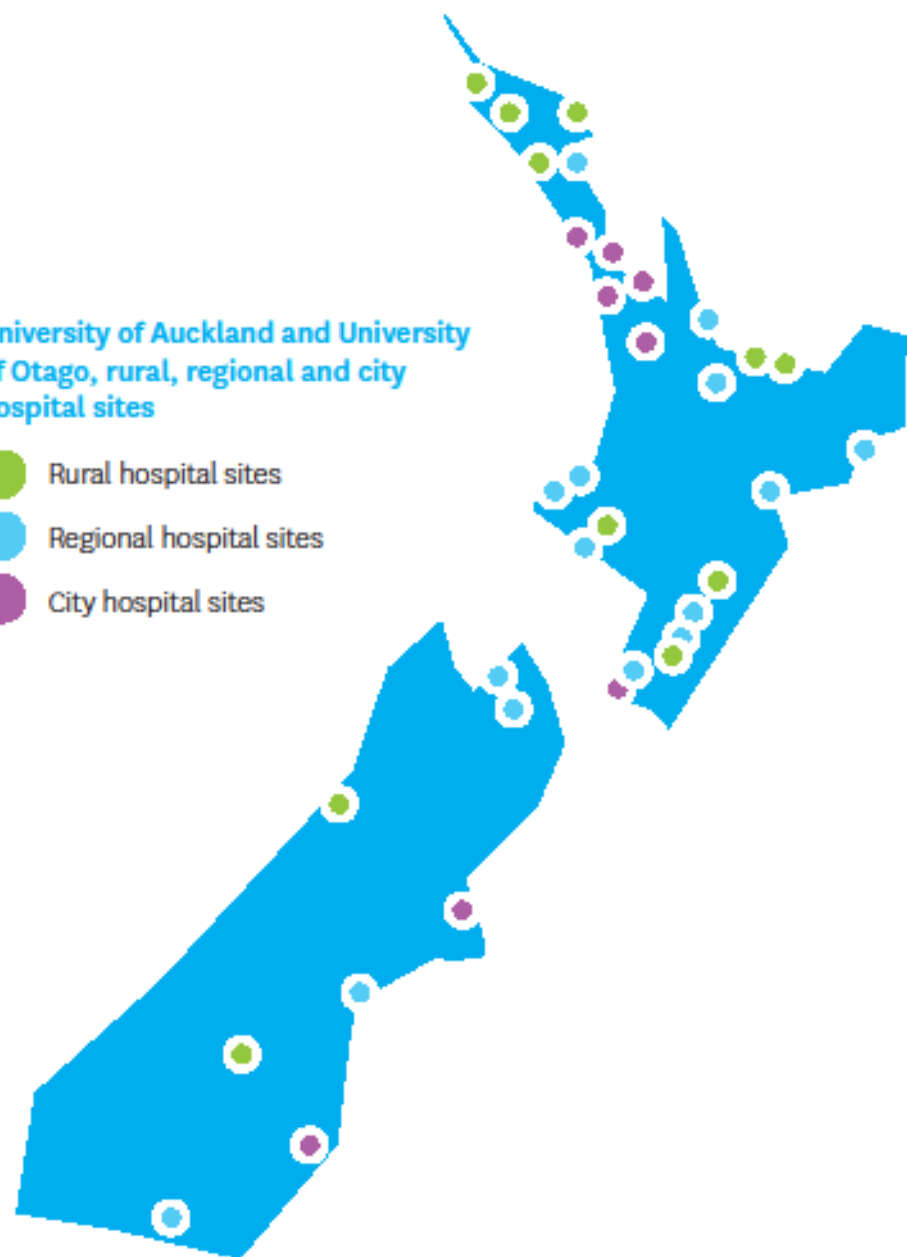 niversity of Auckland and University
f Otago, rural, regional and city
ospital sites
Rural hospital sites
Regional hospital sites
City hospital sites